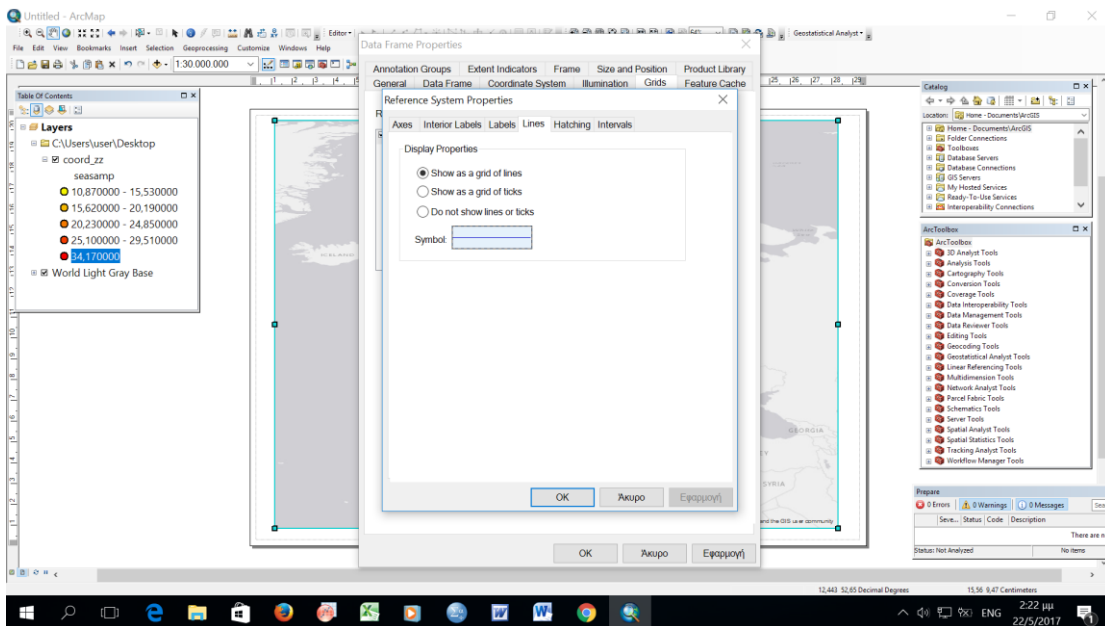 Untitled - ArcMap
Editor
Geostatistical Analyst
File Edit View Bookmarks Insert Selection Geoprocessing Customize Windows Help
1:30.000.000
Table Of Contents
Layers
C:\Users\user\Desktop
coord_zz
seasamp
10,870000 - 15,530000
15,620000 - 20,190000
20,230000 - 24,850000
25,100000 - 29,510000
34,170000
World Light Gray Base
Data Frame Properties
Annotation Groups Extent Indicators Frame Size and Position Product Library
General Data Frame Coordinate System Illumination Grids Feature Cache
Reference System Properties
Axes Interior Labels Labels Lines Hatching Intervals
Display Properties
Show as a grid of lines
Show as a grid of ticks
Do not show lines or ticks
Symbol:
OK Άκυρο Εφαρμογή
OK Άκυρο Εφαρμογή
GEORGIA
SYRIA
and the GIS user community
Catalog
Location: Home - Documents\ArcGIS
Home - Documents\ArcGIS
Folder Connections
Toolboxes
Database Servers
Database Connections
GIS Servers
My Hosted Services
Ready-To-Use Services
Interoperability Connections
ArcToolbox
ArcToolbox
3D Analyst Tools
Analysis Tools
Cartography Tools
Conversion Tools
Coverage Tools
Data Interoperability Tools
Data Management Tools
Data Reviewer Tools
Editing Tools
Geocoding Tools
Geostatistical Analyst Tools
Linear Referencing Tools
Multidimension Tools
Network Analyst Tools
Parcel Fabric Tools
Schematics Tools
Server Tools
Spatial Analyst Tools
Spatial Statistics Tools
Tracking Analyst Tools
Workflow Manager Tools
Prepare
0 Errors 0 Warnings 0 Messages Sea
Seve... Status Code Description
There are n
Status: Not Analyzed No items
12,443 52,65 Decimal Degrees 15,56 9,47 Centimeters
ENG
2:22 μμ
22/5/2017